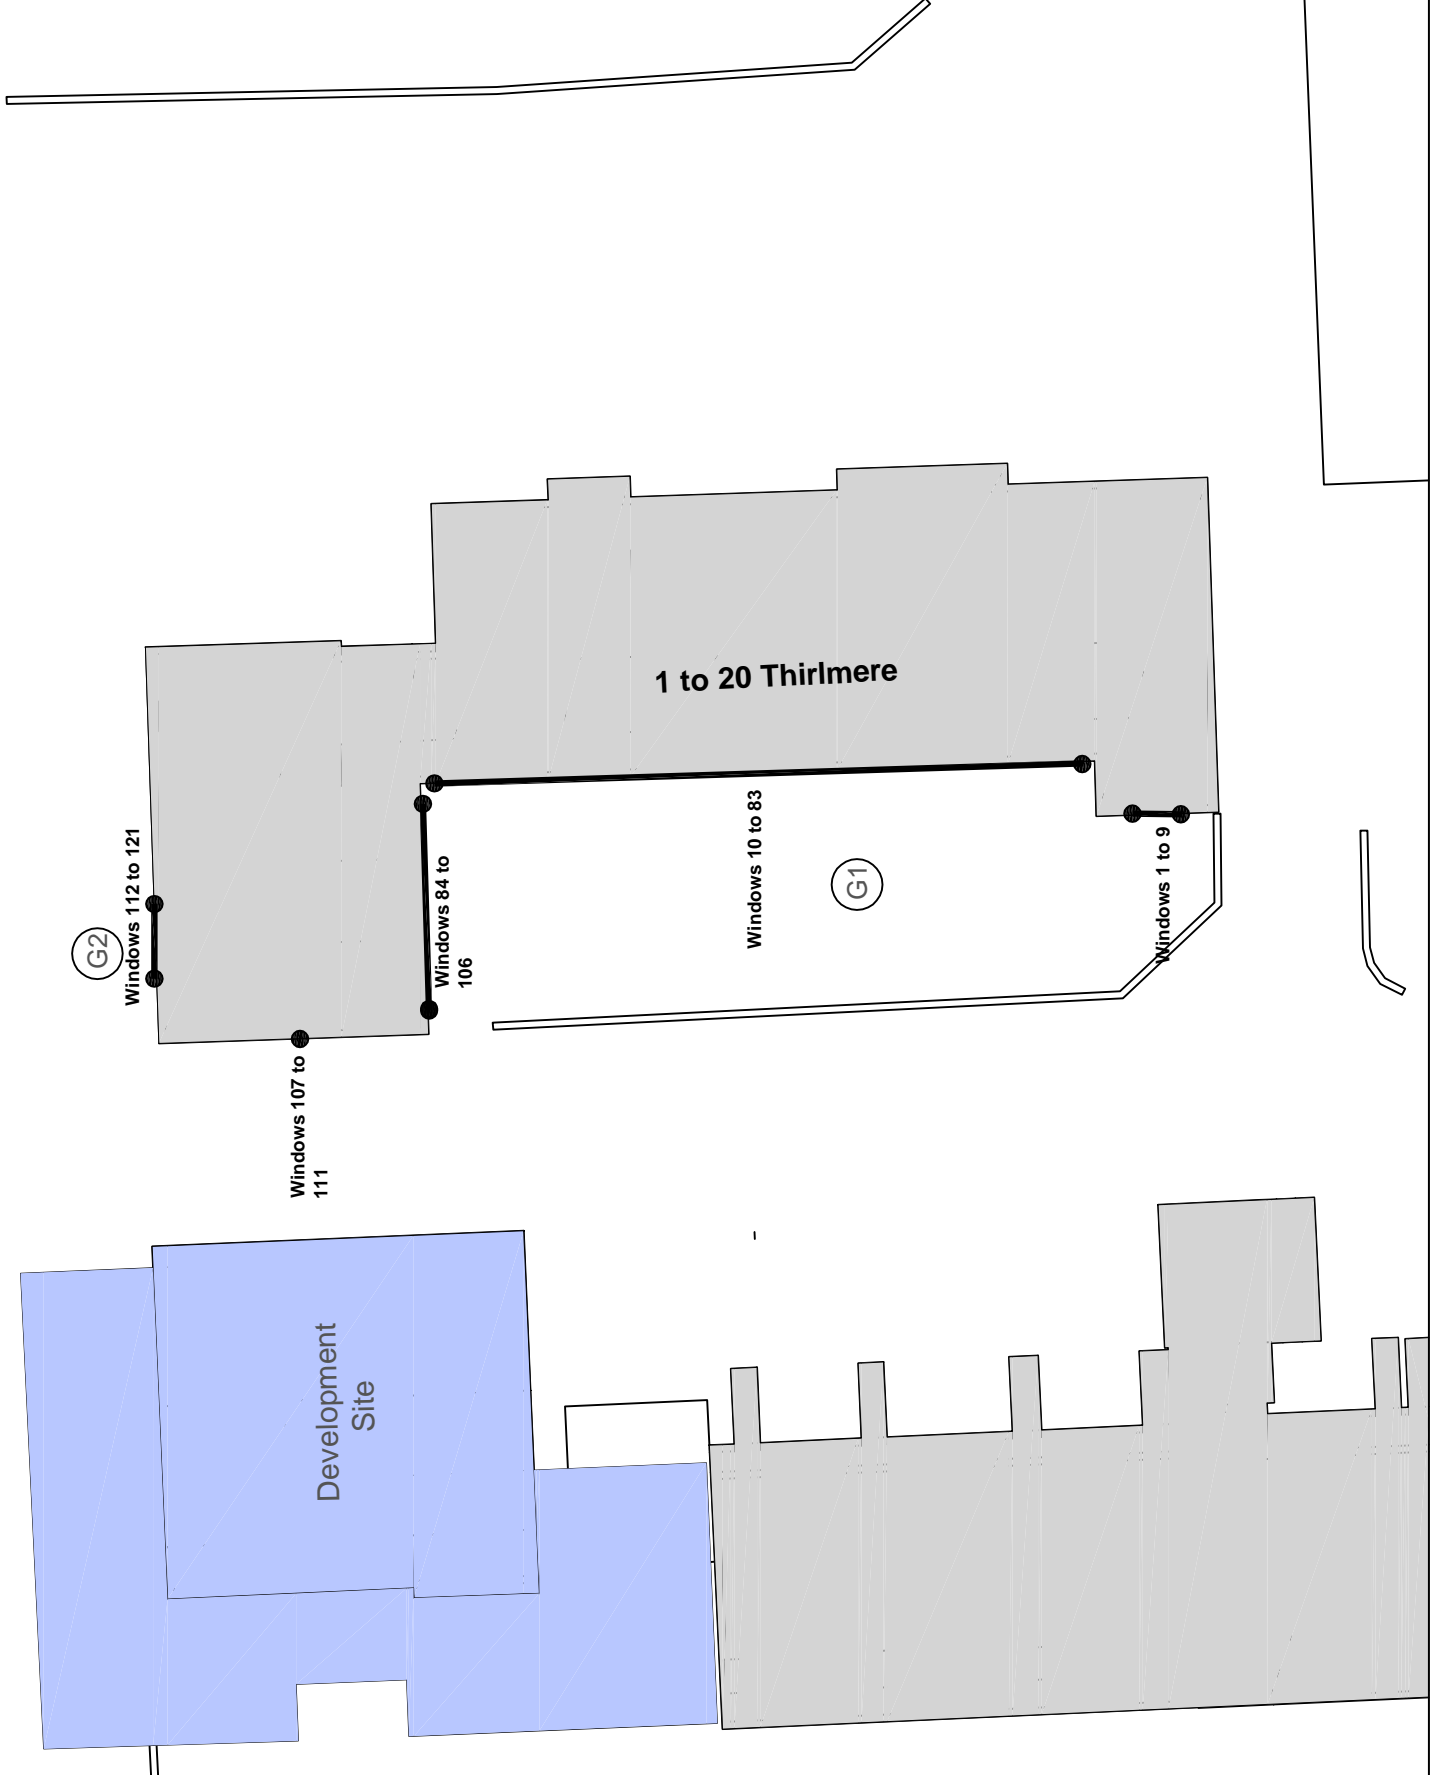 1 to 20 Thirlmere
G2
Windows 112 to 121
Windows 84 to
106
Windows 10 to 83
G1
Windows 1 to 9
Windows 107 to
111
Development
Site